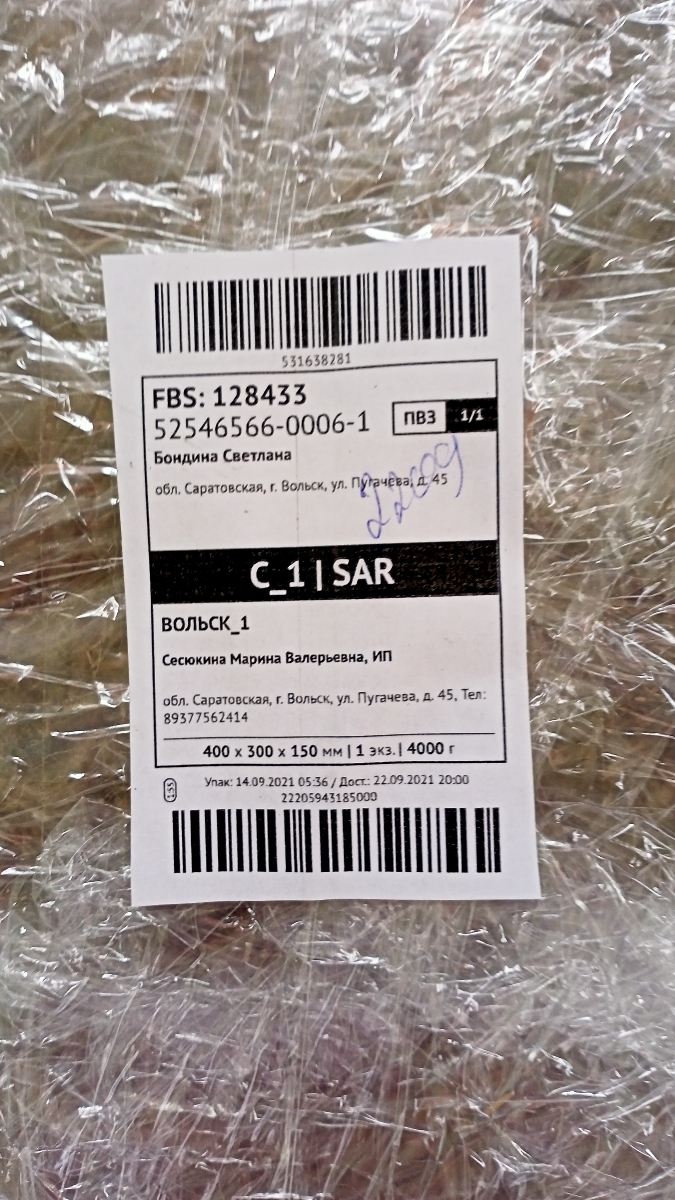 531638281
FBS: 128433
52546566-0006-1
ПВЗ 1/1
Бондина Светлана
обл. Саратовская, г. Вольск, ул. Пугачева, д. 45
2209
C_1 | SAR
ВОЛЬСК_1
Сесюкина Марина Валерьевна, ИП
обл. Саратовская, г. Вольск, ул. Пугачева, д. 45, Тел:
89377562414
400 x 300 x 150 мм | 1 экз. | 4000 г
Упак: 14.09.2021 05:36 / Дост.: 22.09.2021 20:00
22205943185000